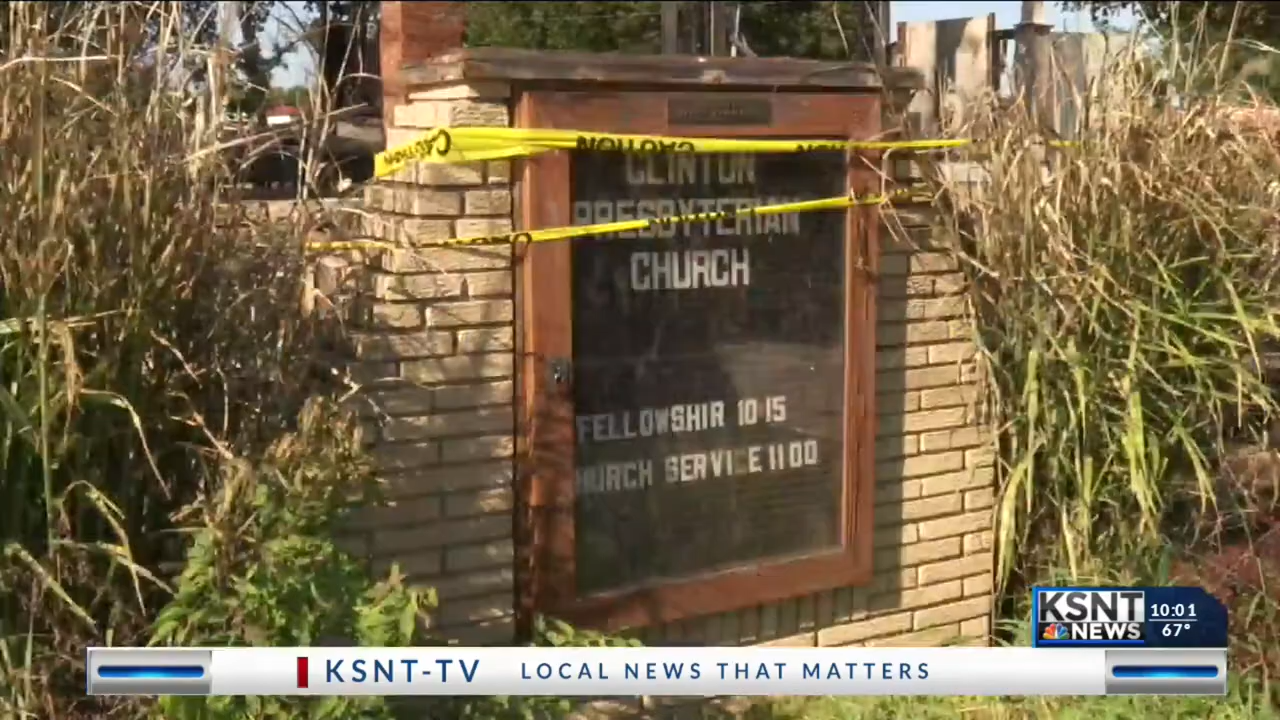 CAUTION CAUTION
CLINTON
PRESBYTERIAN
CHURCH
FELLOWSHIP 10 15
CHURCH SERVICE 11 00
KSNT
NEWS
10:01
67°
KSNT-TV LOCAL NEWS THAT MATTERS